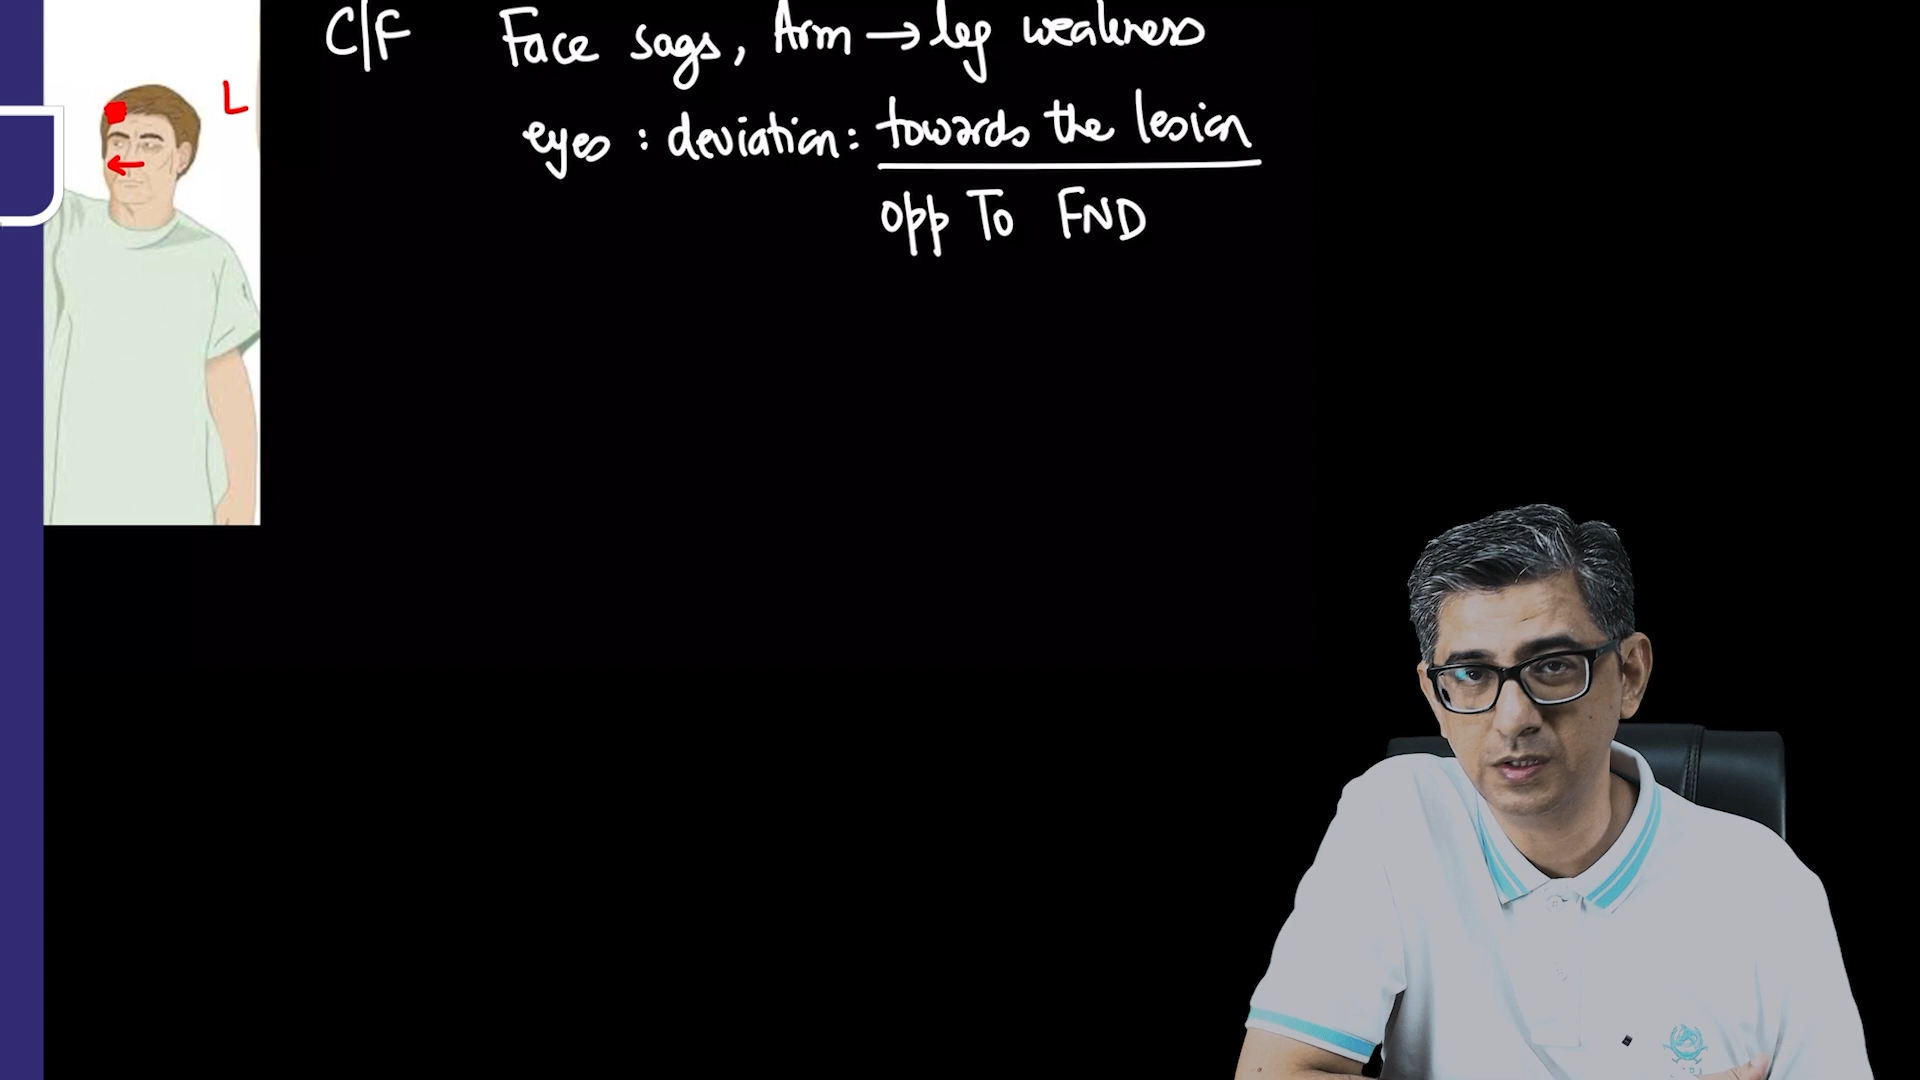 C/F Face sags, Arm → leg weakness
L
eyes : deviation: towards the lesion
opp To FND